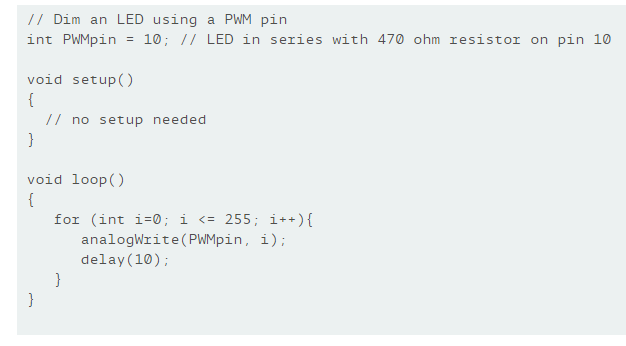 // Dim an LED using a PWM pin
int PWMpin = 10; // LED in series with 470 ohm resistor on pin 10
void setup()
{
// no setup needed
}
void loop()
{
for (int i=0; i <= 255; i++){
analogWrite(PWMpin, i);
delay(10);
}
}